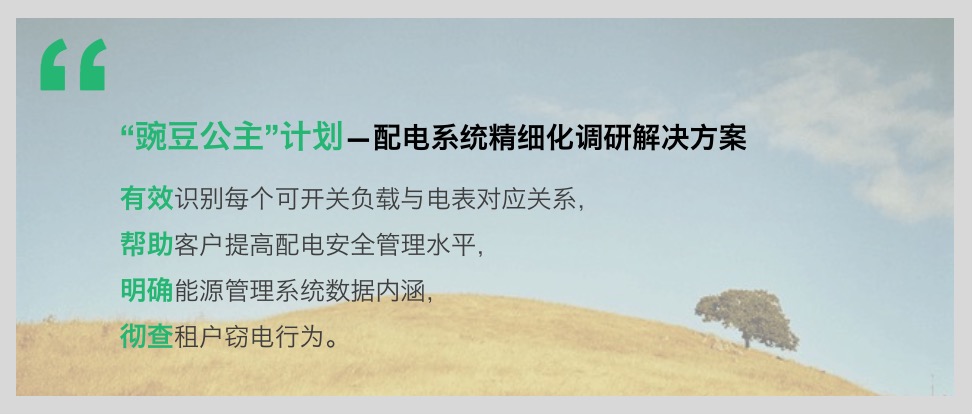 “豌豆公主”计划—配电系统精细化调研解决方案
有效识别每个可开关负载与电表对应关系，
帮助客户提高配电安全管理水平，
明确能源管理系统数据内涵，
彻查租户窃电行为。